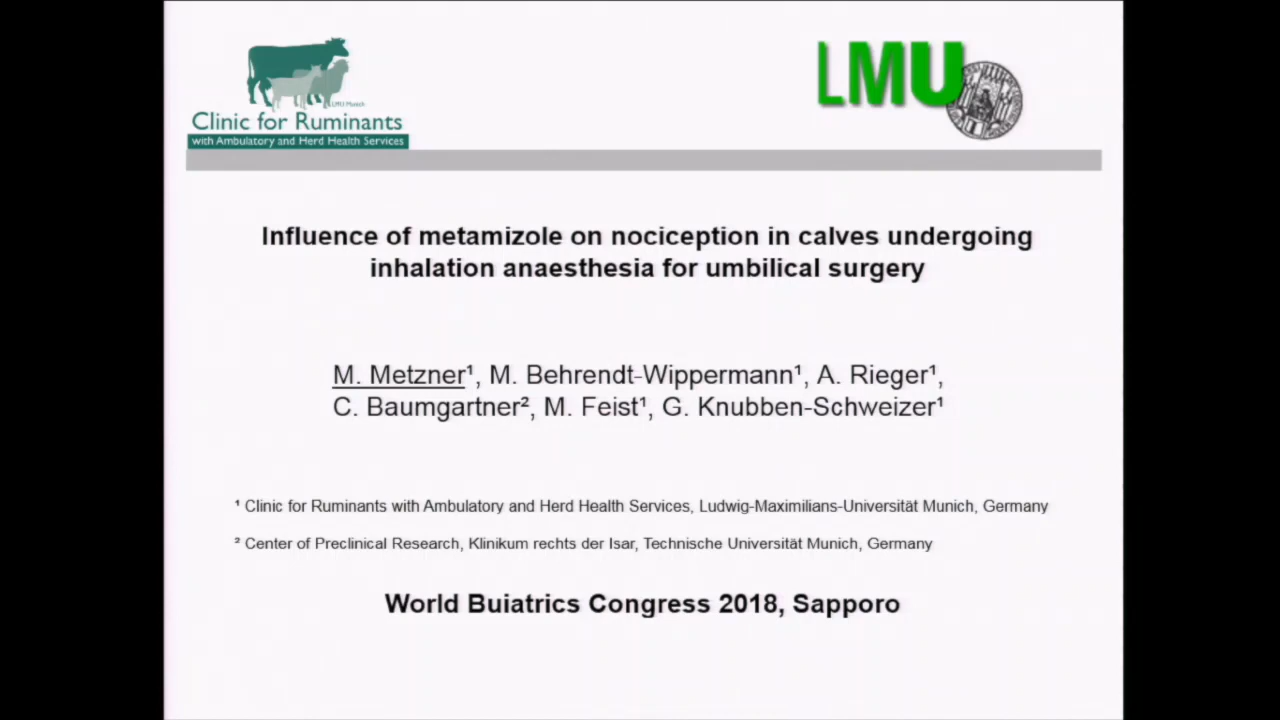 LMU Munich
Clinic for Ruminants
with Ambulatory and Herd Health Services
LMU
Influence of metamizole on nociception in calves undergoing
inhalation anaesthesia for umbilical surgery
M. Metzner¹, M. Behrendt-Wippermann¹, A. Rieger¹,
C. Baumgartner², M. Feist¹, G. Knubben-Schweizer¹
¹ Clinic for Ruminants with Ambulatory and Herd Health Services, Ludwig-Maximilians-Universität Munich, Germany
² Center of Preclinical Research, Klinikum rechts der Isar, Technische Universität Munich, Germany
World Buiatrics Congress 2018, Sapporo